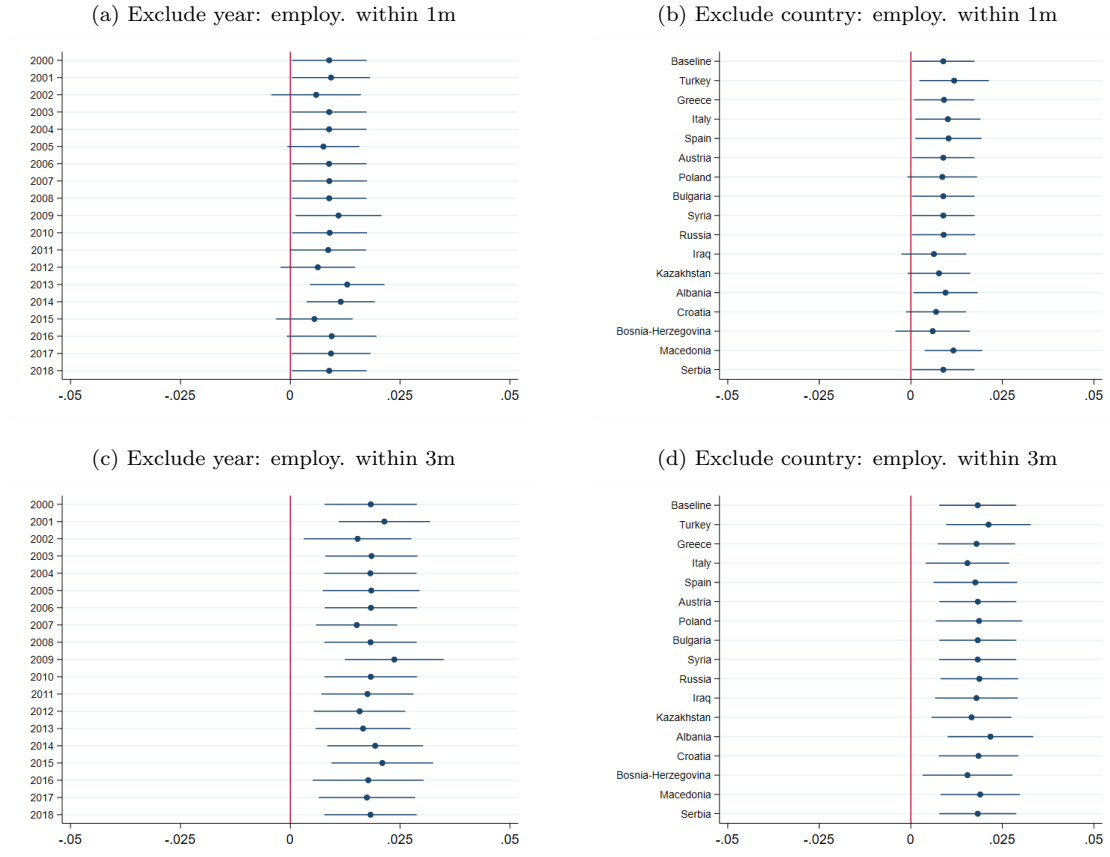 (a) Exclude year: employ. within 1m
2000
2001
2002
2003
2004
2005
2006
2007
2008
2009
2010
2011
2012
2013
2014
2015
2016
2017
2018
-.05 -.025 0 .025 .05
(b) Exclude country: employ. within 1m
Baseline
Turkey
Greece
Italy
Spain
Austria
Poland
Bulgaria
Syria
Russia
Iraq
Kazakhstan
Albania
Croatia
Bosnia-Herzegovina
Macedonia
Serbia
-.05 -.025 0 .025 .05
(c) Exclude year: employ. within 3m
2000
2001
2002
2003
2004
2005
2006
2007
2008
2009
2010
2011
2012
2013
2014
2015
2016
2017
2018
-.05 -.025 0 .025 .05
(d) Exclude country: employ. within 3m
Baseline
Turkey
Greece
Italy
Spain
Austria
Poland
Bulgaria
Syria
Russia
Iraq
Kazakhstan
Albania
Croatia
Bosnia-Herzegovina
Macedonia
Serbia
-.05 -.025 0 .025 .05